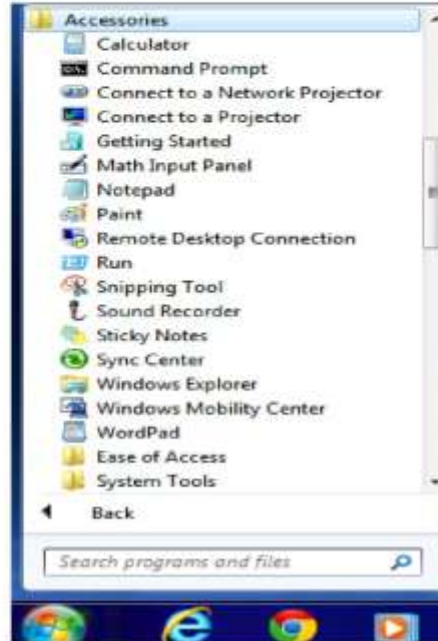 Accessories
Calculator
Command Prompt
Connect to a Network Projector
Connect to a Projector
Getting Started
Math Input Panel
Notepad
Paint
Remote Desktop Connection
Run
Snipping Tool
Sound Recorder
Sticky Notes
Sync Center
Windows Explorer
Windows Mobility Center
WordPad
Ease of Access
System Tools
Back
Search programs and files